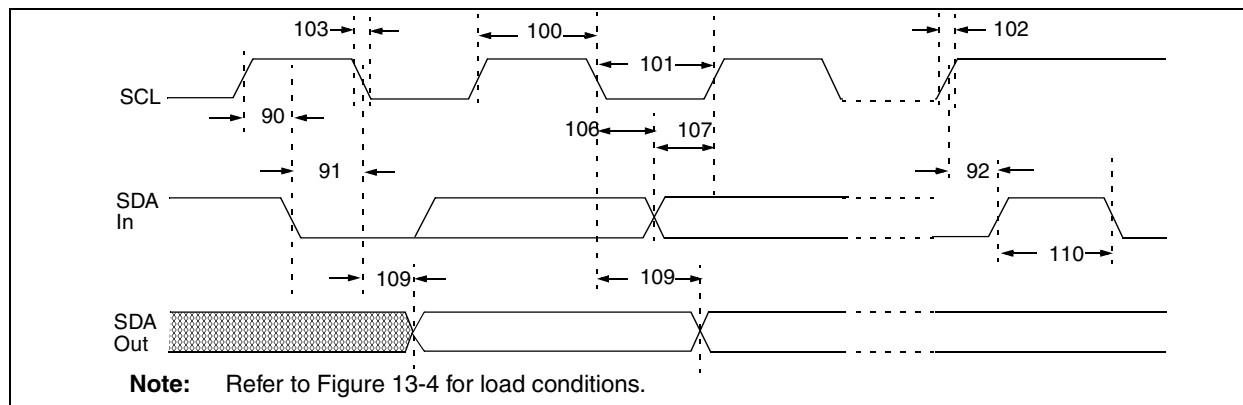 103
100
102
101
SCL
90
106
107
91
92
SDA
In
109
109
110
SDA
Out
Note: Refer to Figure 13-4 for load conditions.